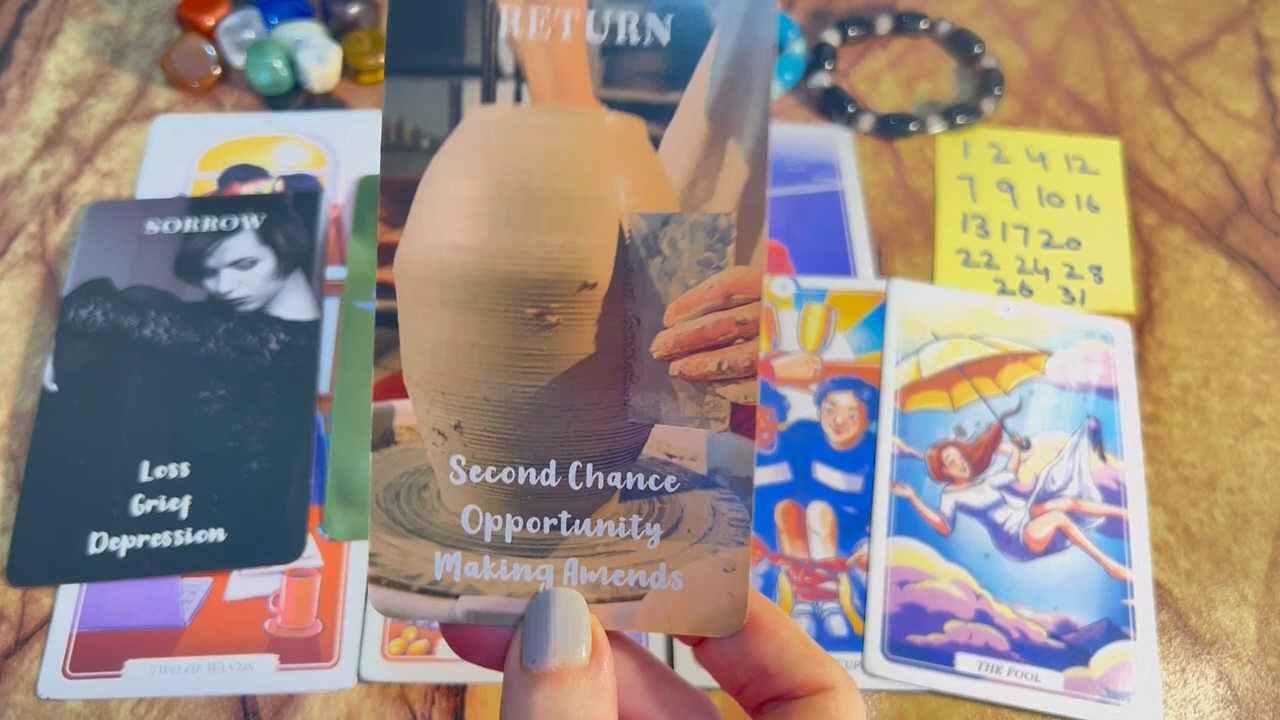 RETURN
Second Chance
Opportunity
Making Amends
SORROW
Loss
Grief
Depression
TWO OF WANDS
1 2 4 12
7 9 10 16
13 17 20
22 24 28
26 31
THE FOOL